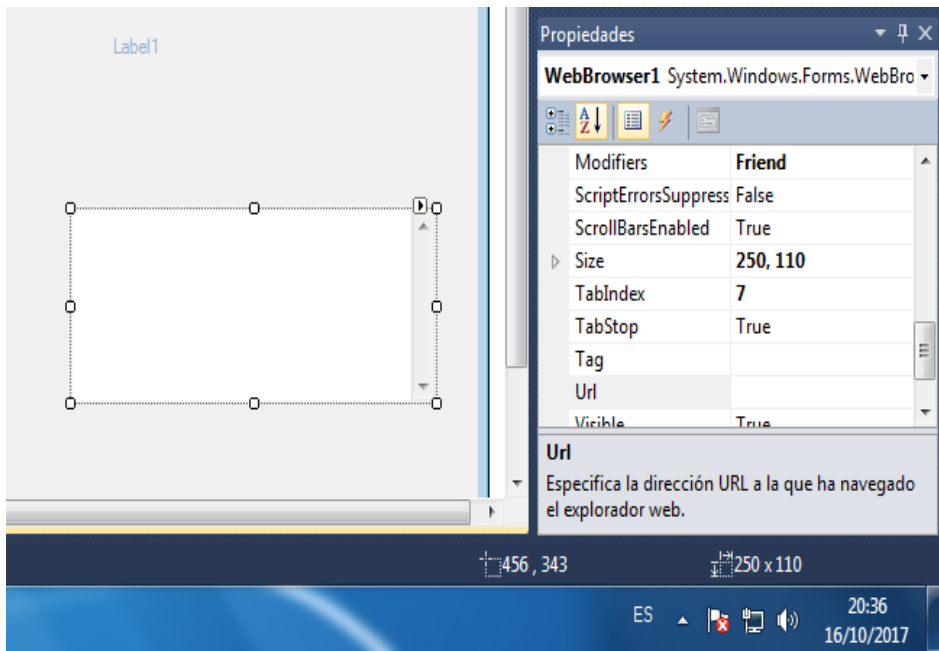 Label1
Propiedades
WebBrowser1 System.Windows.Forms.WebBro
Modifiers Friend
ScriptErrorsSuppress False
ScrollBarsEnabled True
Size 250, 110
TabIndex 7
TabStop True
Tag
Url
Visible True
Url
Especifica la dirección URL a la que ha navegado
el explorador web.
456 , 343 250 x 110
ES 20:36
16/10/2017